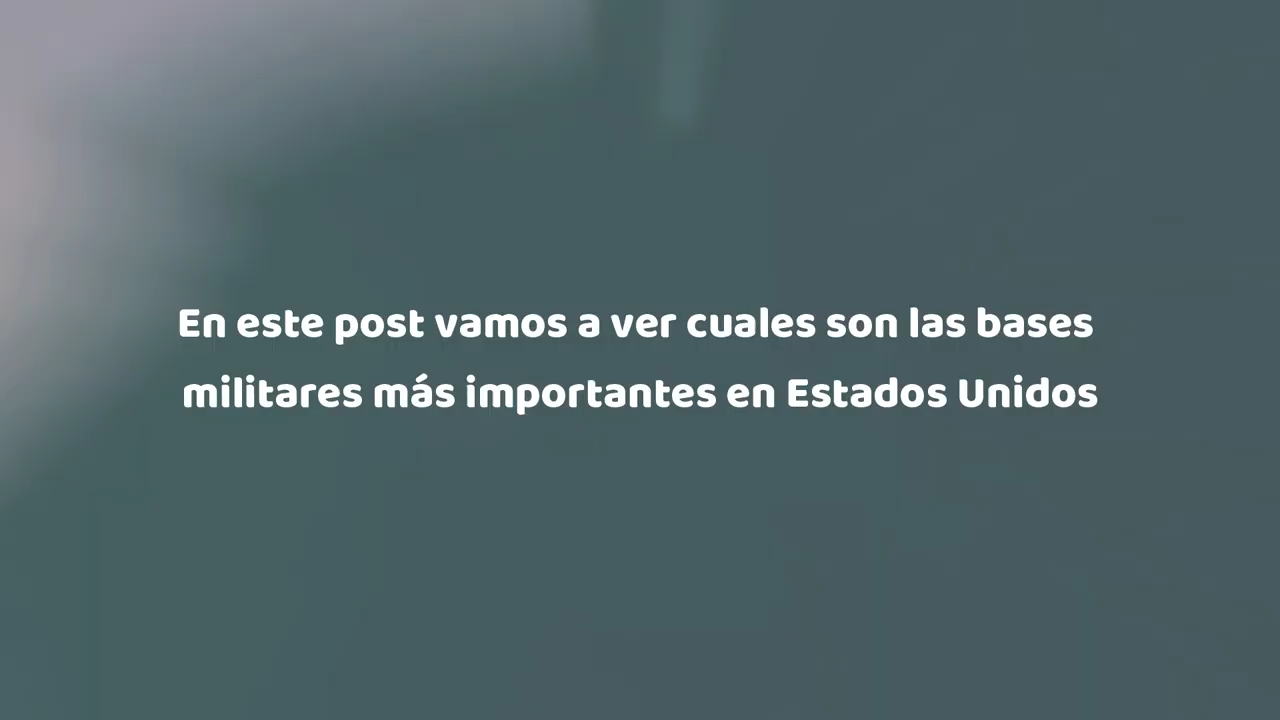 En este post vamos a ver cuales son las bases
militares más importantes en Estados Unidos